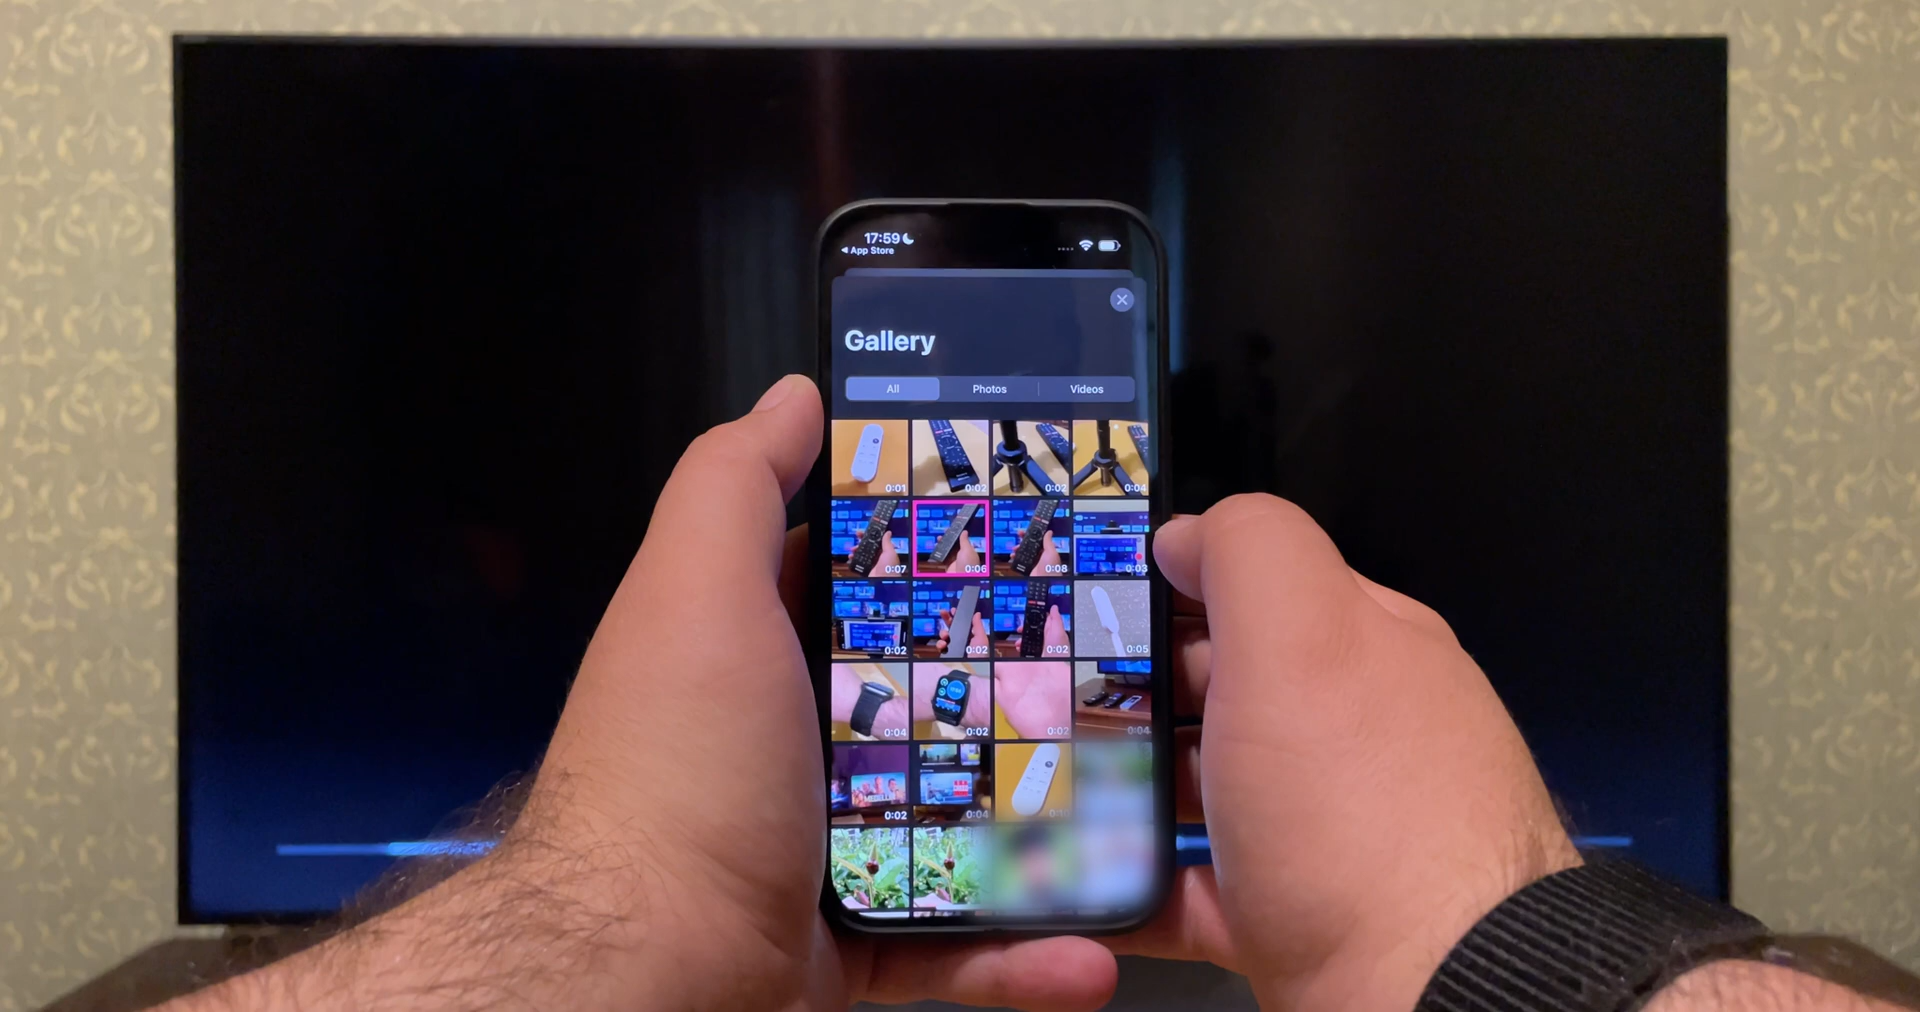 17:59
◀ App Store
Gallery
All Photos Videos
0:01 0:02 0:02 0:04
0:07 0:06 0:08 0:03
0:02 0:02 0:02 0:05
0:04 0:02 0:02 0:04
0:02 0:04